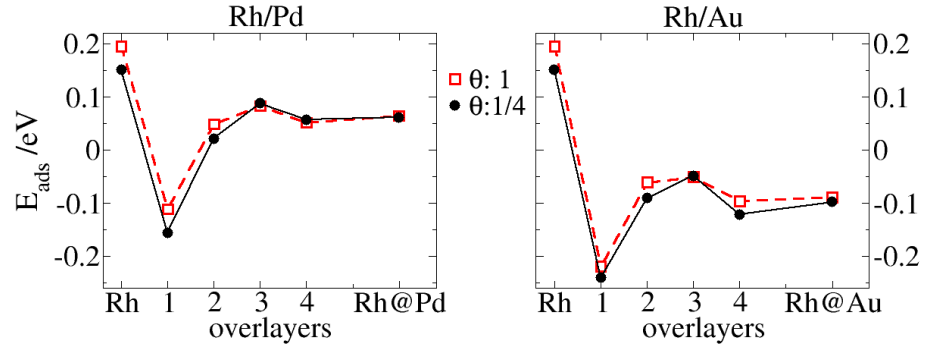 Rh/Pd
Rh/Au
E_ads /eV
0.2
0.1
0
-0.1
-0.2
Rh 1 2 3 4 Rh@Pd
overlayers
θ: 1
θ:1/4
0.2
0.1
0
-0.1
-0.2
Rh 1 2 3 4 Rh@Au
overlayers